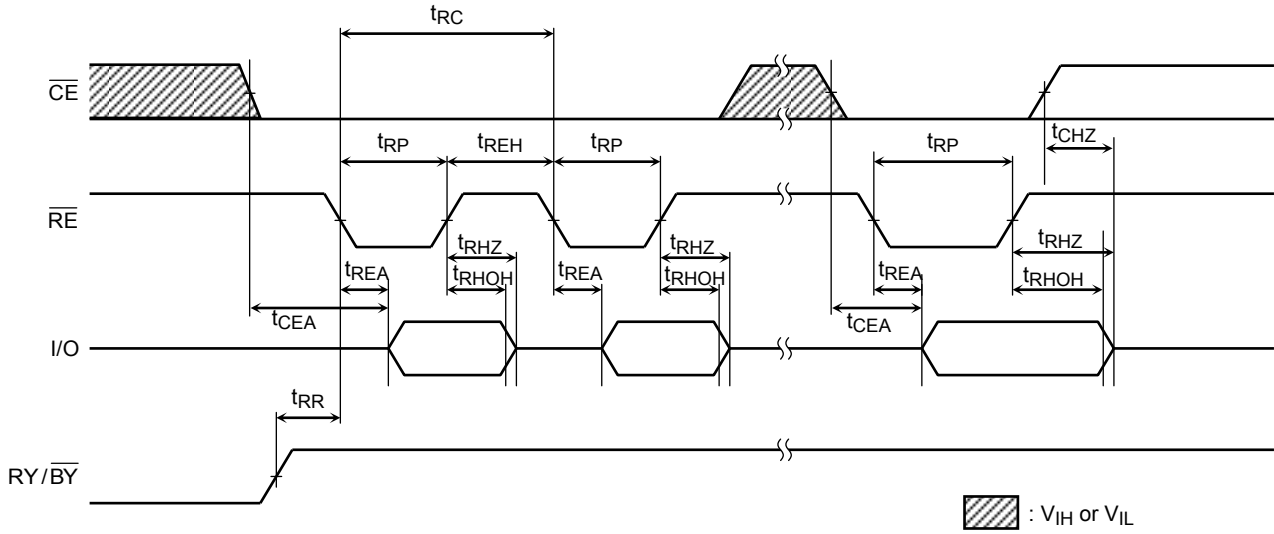 tRC
CE
tCHZ
tRP tREH tRP tRP
RE
tRHZ tRHZ tRHZ
tREA tRHOH tREA tRHOH tREA tRHOH
tCEA tCEA
I/O
tRR
RY/BY
: VIH or VIL